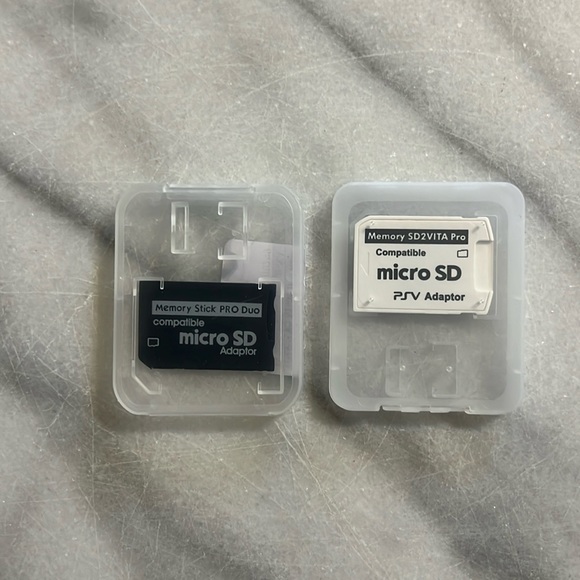 Memory Stick PRO Duo
compatible
micro SD
Adaptor
Memory SD2VITA Pro
Compatible
micro SD
PSV Adaptor